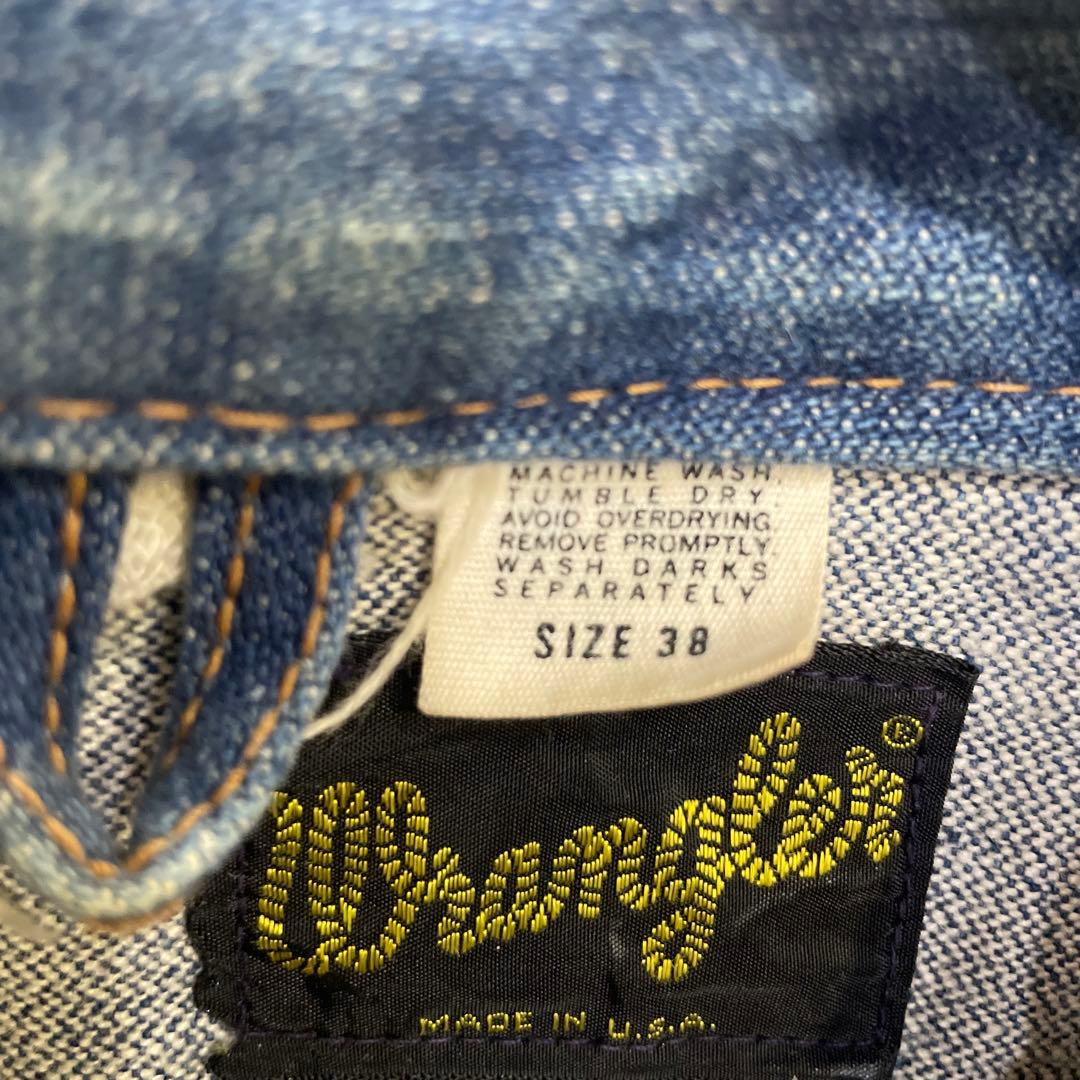 MACHINE WASH,
TUMBLE DRY,
AVOID OVERDRYING,
REMOVE PROMPTLY.
WASH DARKS
SEPARATELY
SIZE 38
Wrangler®
MADE IN U.S.A.